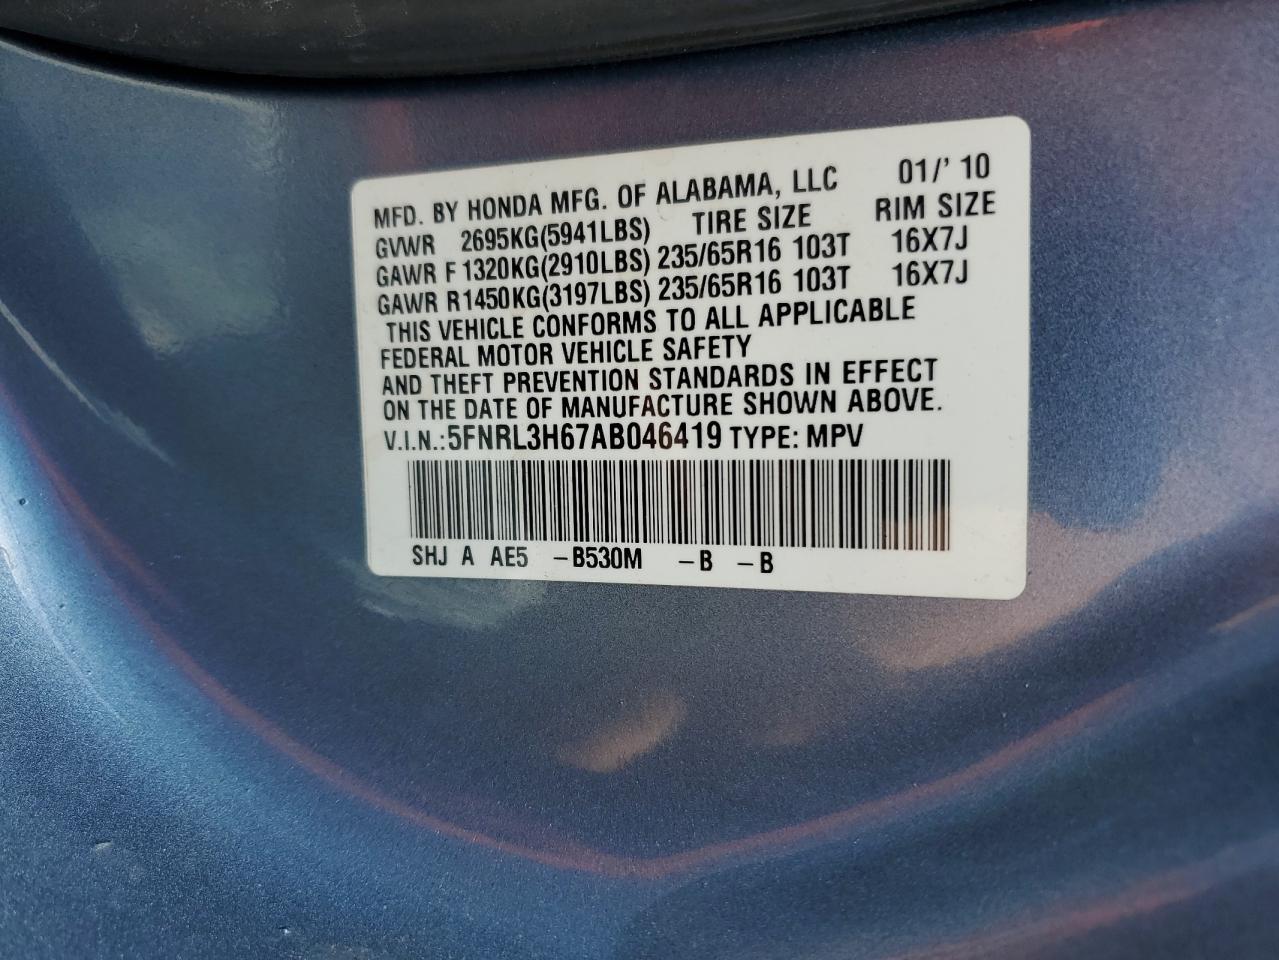 MFD. BY HONDA MFG. OF ALABAMA, LLC 01/' 10
GVWR 2695KG(5941LBS) TIRE SIZE RIM SIZE
GAWR F 1320KG(2910LBS) 235/65R16 103T 16X7J
GAWR R1450KG(3197LBS) 235/65R16 103T 16X7J
THIS VEHICLE CONFORMS TO ALL APPLICABLE
FEDERAL MOTOR VEHICLE SAFETY
AND THEFT PREVENTION STANDARDS IN EFFECT
ON THE DATE OF MANUFACTURE SHOWN ABOVE.
V.I.N.:5FNRL3H67AB046419 TYPE: MPV
SHJ A AE5 -B530M -B -B